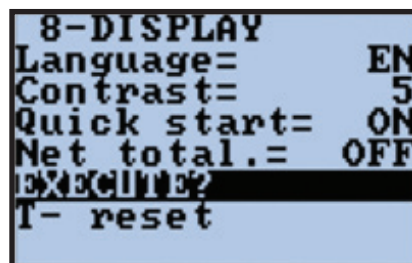 8-DISPLAY
Language= EN
Contrast= 5
Quick start= ON
Net total.= OFF
EXECUTE?
T- reset